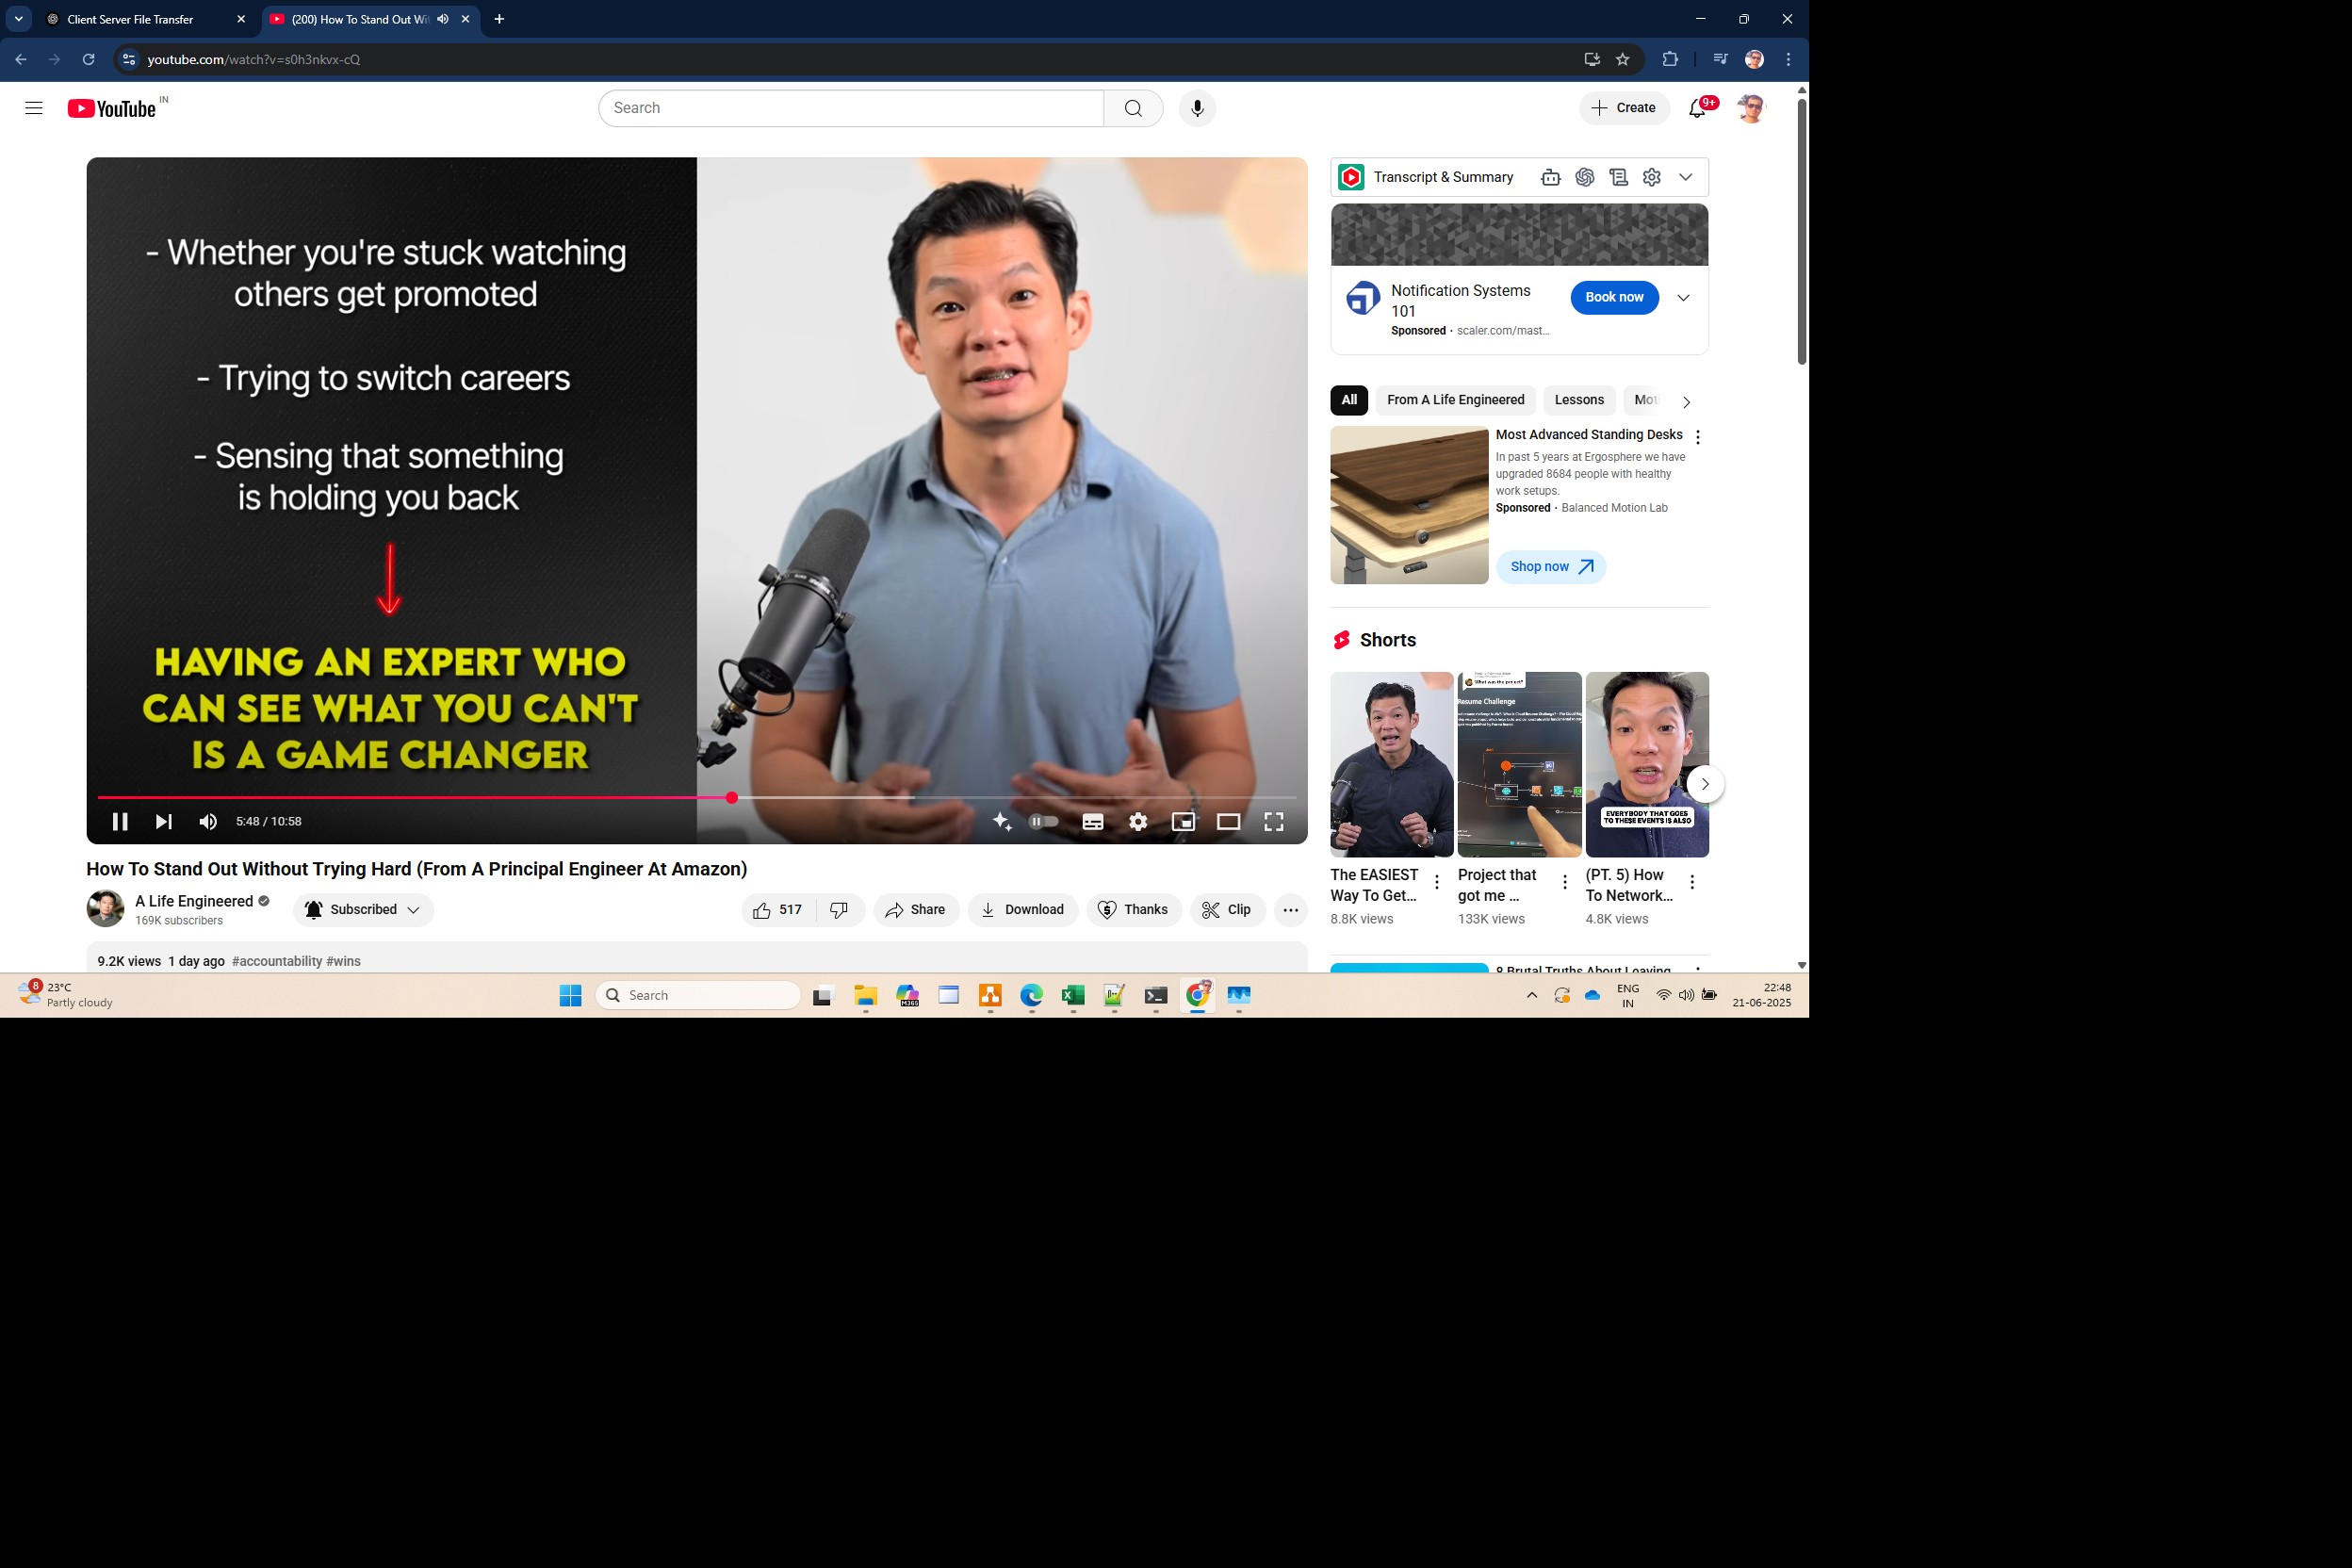 Client Server File Transfer
(200) How To Stand Out Wit
youtube.com/watch?v=s0h3nkvx-cQ
YouTube IN
Search
Create
9+
- Whether you're stuck watching
others get promoted
- Trying to switch careers
- Sensing that something
is holding you back
HAVING AN EXPERT WHO
CAN SEE WHAT YOU CAN'T
IS A GAME CHANGER
5:48 / 10:58
How To Stand Out Without Trying Hard (From A Principal Engineer At Amazon)
A Life Engineered
169K subscribers
Subscribed
517
Share
Download
Thanks
Clip
9.2K views 1 day ago #accountability #wins
Transcript & Summary
Notification Systems
101
Book now
Sponsored · scaler.com/mast...
All
From A Life Engineered
Lessons
Mot
Most Advanced Standing Desks
In past 5 years at Ergosphere we have
upgraded 8684 people with healthy
work setups.
Sponsored · Balanced Motion Lab
Shop now
Shorts
What was the project?
Resume Challenge
EVERYBODY THAT GOES
TO THESE EVENTS IS ALSO
The EASIEST
Way To Get...
8.8K views
Project that
got me ...
133K views
(PT. 5) How
To Network...
4.8K views
8 Brutal Truths About Leaving
8
23°C
Partly cloudy
Search
M365
ENG
IN
22:48
21-06-2025